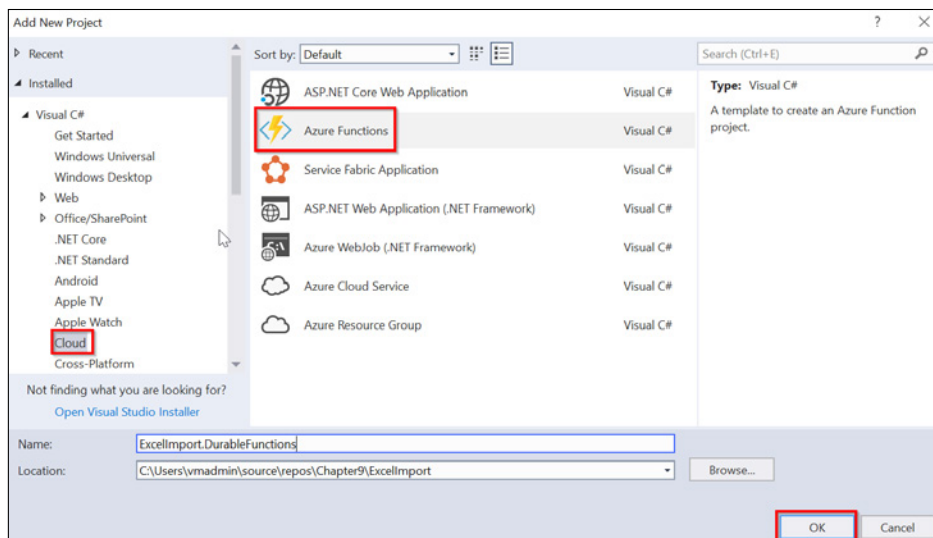 Add New Project
?
Recent
Installed
Visual C#
Get Started
Windows Universal
Windows Desktop
Web
Office/SharePoint
.NET Core
.NET Standard
Android
Apple TV
Apple Watch
Cloud
Cross-Platform
Not finding what you are looking for?
Open Visual Studio Installer
Sort by: Default
ASP.NET Core Web Application Visual C#
Azure Functions Visual C#
Service Fabric Application Visual C#
ASP.NET Web Application (.NET Framework) Visual C#
Azure WebJob (.NET Framework) Visual C#
Azure Cloud Service Visual C#
Azure Resource Group Visual C#
Search (Ctrl+E)
Type: Visual C#
A template to create an Azure Function
project.
Name: ExcelImport.DurableFunctions
Location: C:\Users\vmadmin\source\repos\Chapter9\ExcelImport
Browse...
OK Cancel